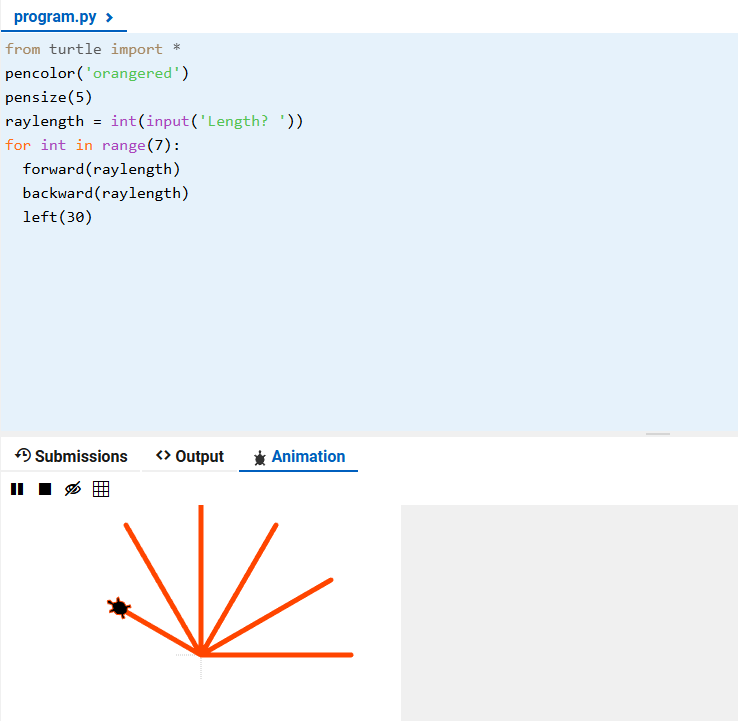 program.py
from turtle import *
pencolor('orangered')
pensize(5)
raylength = int(input('Length? '))
for int in range(7):
  forward(raylength)
  backward(raylength)
  left(30)
Submissions <> Output Animation